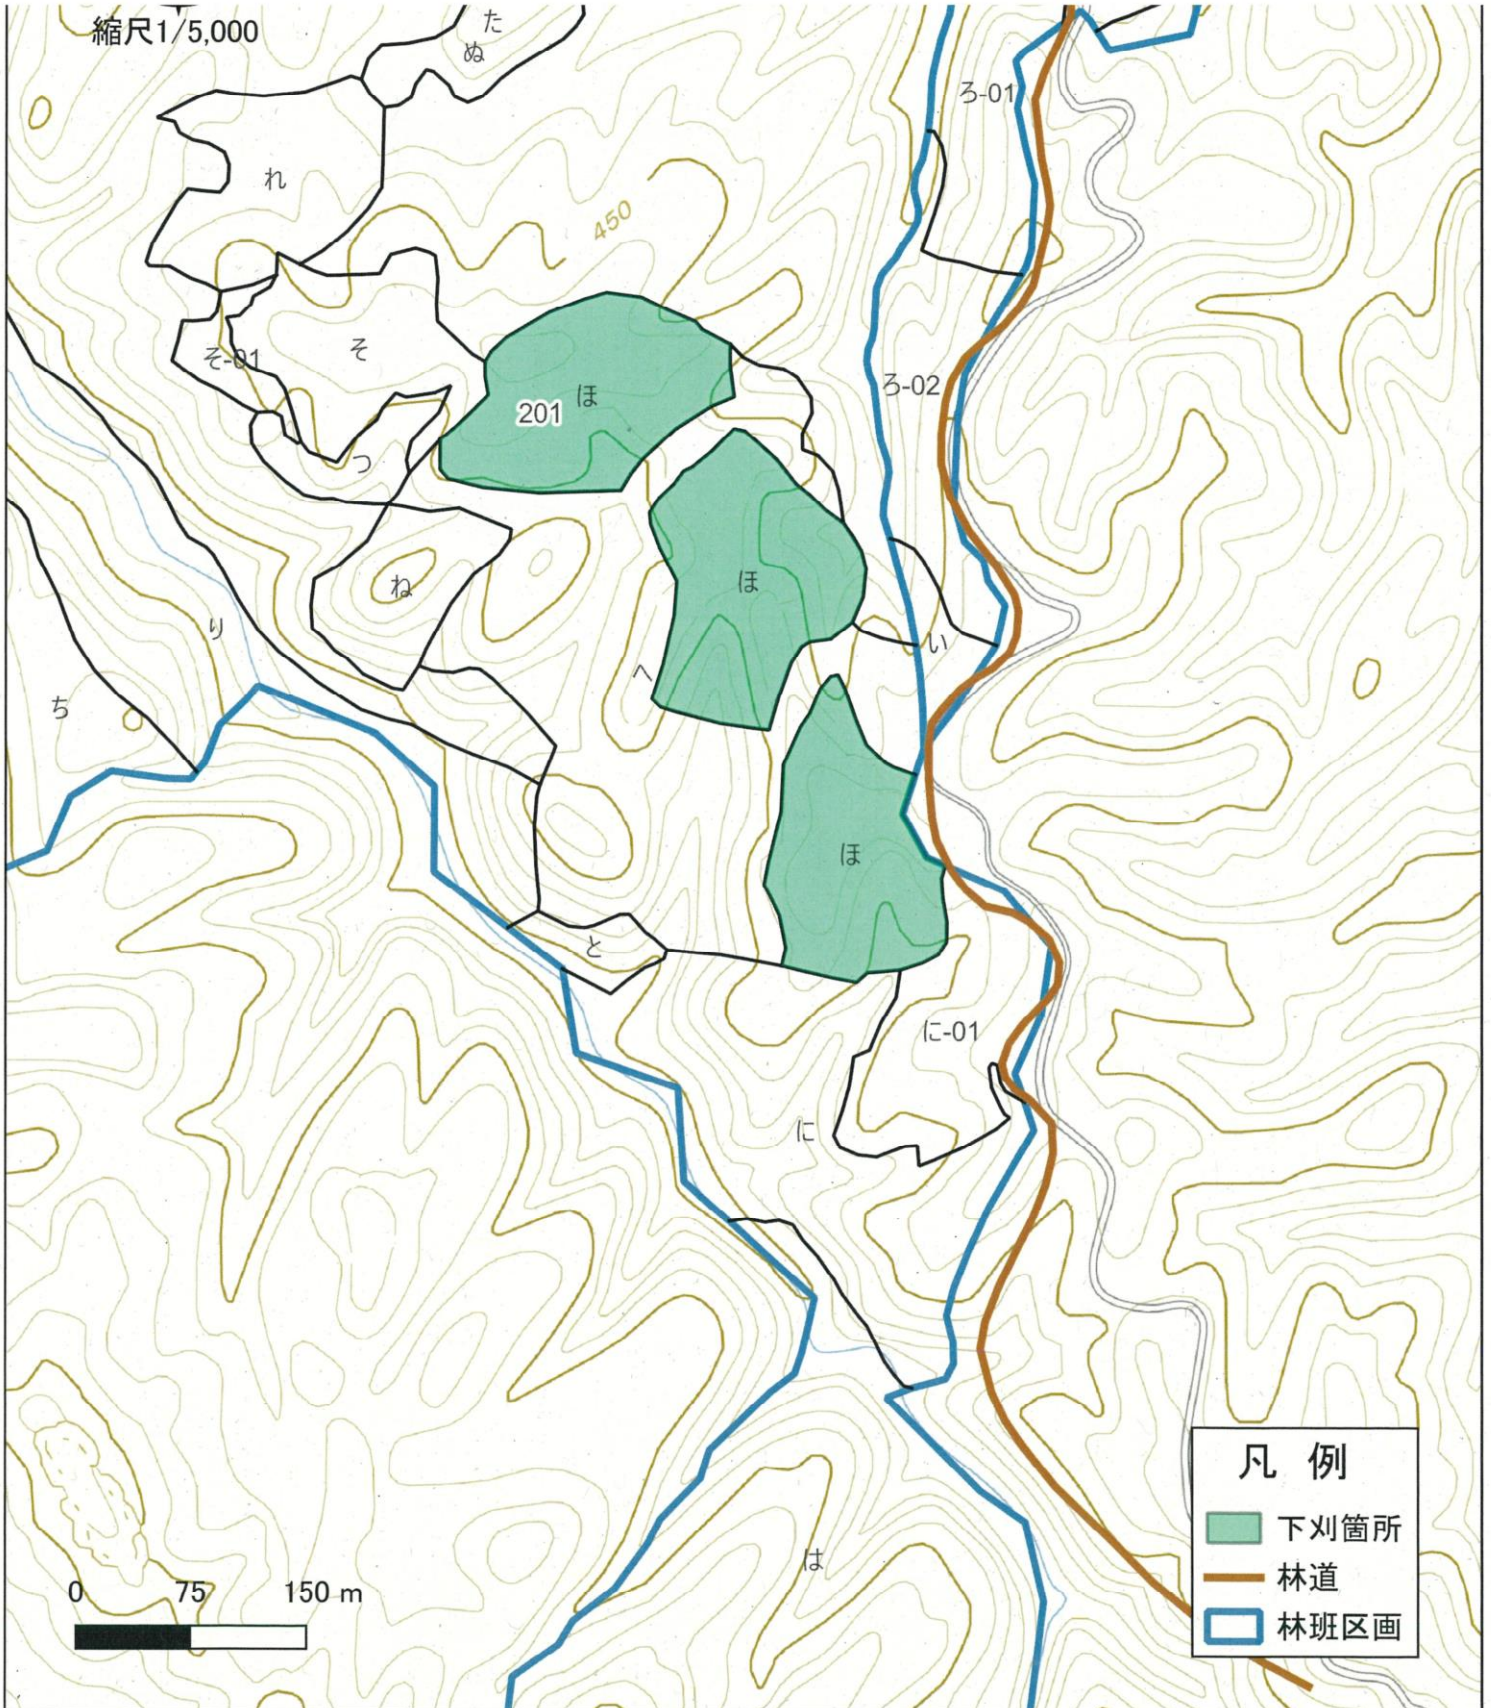 縮尺1/5,000
た
ぬ
ろ-01
れ
450
そ-01
そ
ほ
201
ろ-02
つ
ね
ほ
り
い
へ
ち
ほ
と
に-01
に
は
凡 例
下刈箇所
林道
林班区画
0 75 150 m